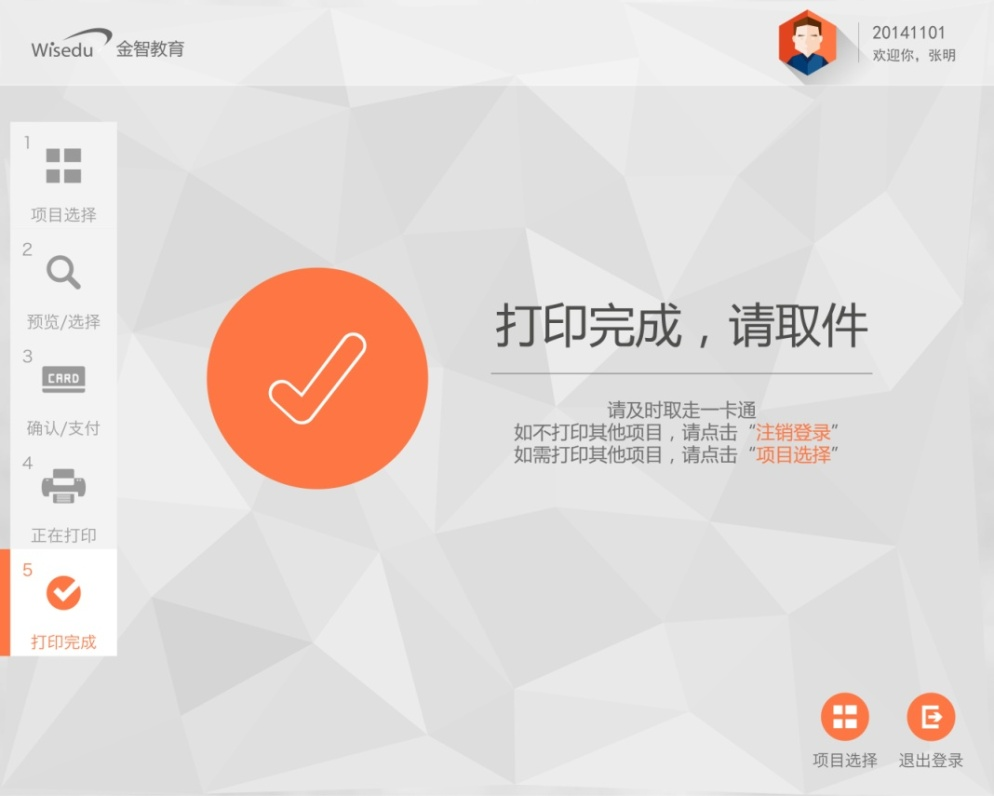 Wisedu 金智教育
20141101
欢迎你，张明
1
项目选择
2
预览/选择
3
CARD
确认/支付
4
正在打印
5
打印完成
打印完成，请取件
请及时取走一卡通
如不打印其他项目，请点击“注销登录”
如需打印其他项目，请点击“项目选择”
项目选择
退出登录